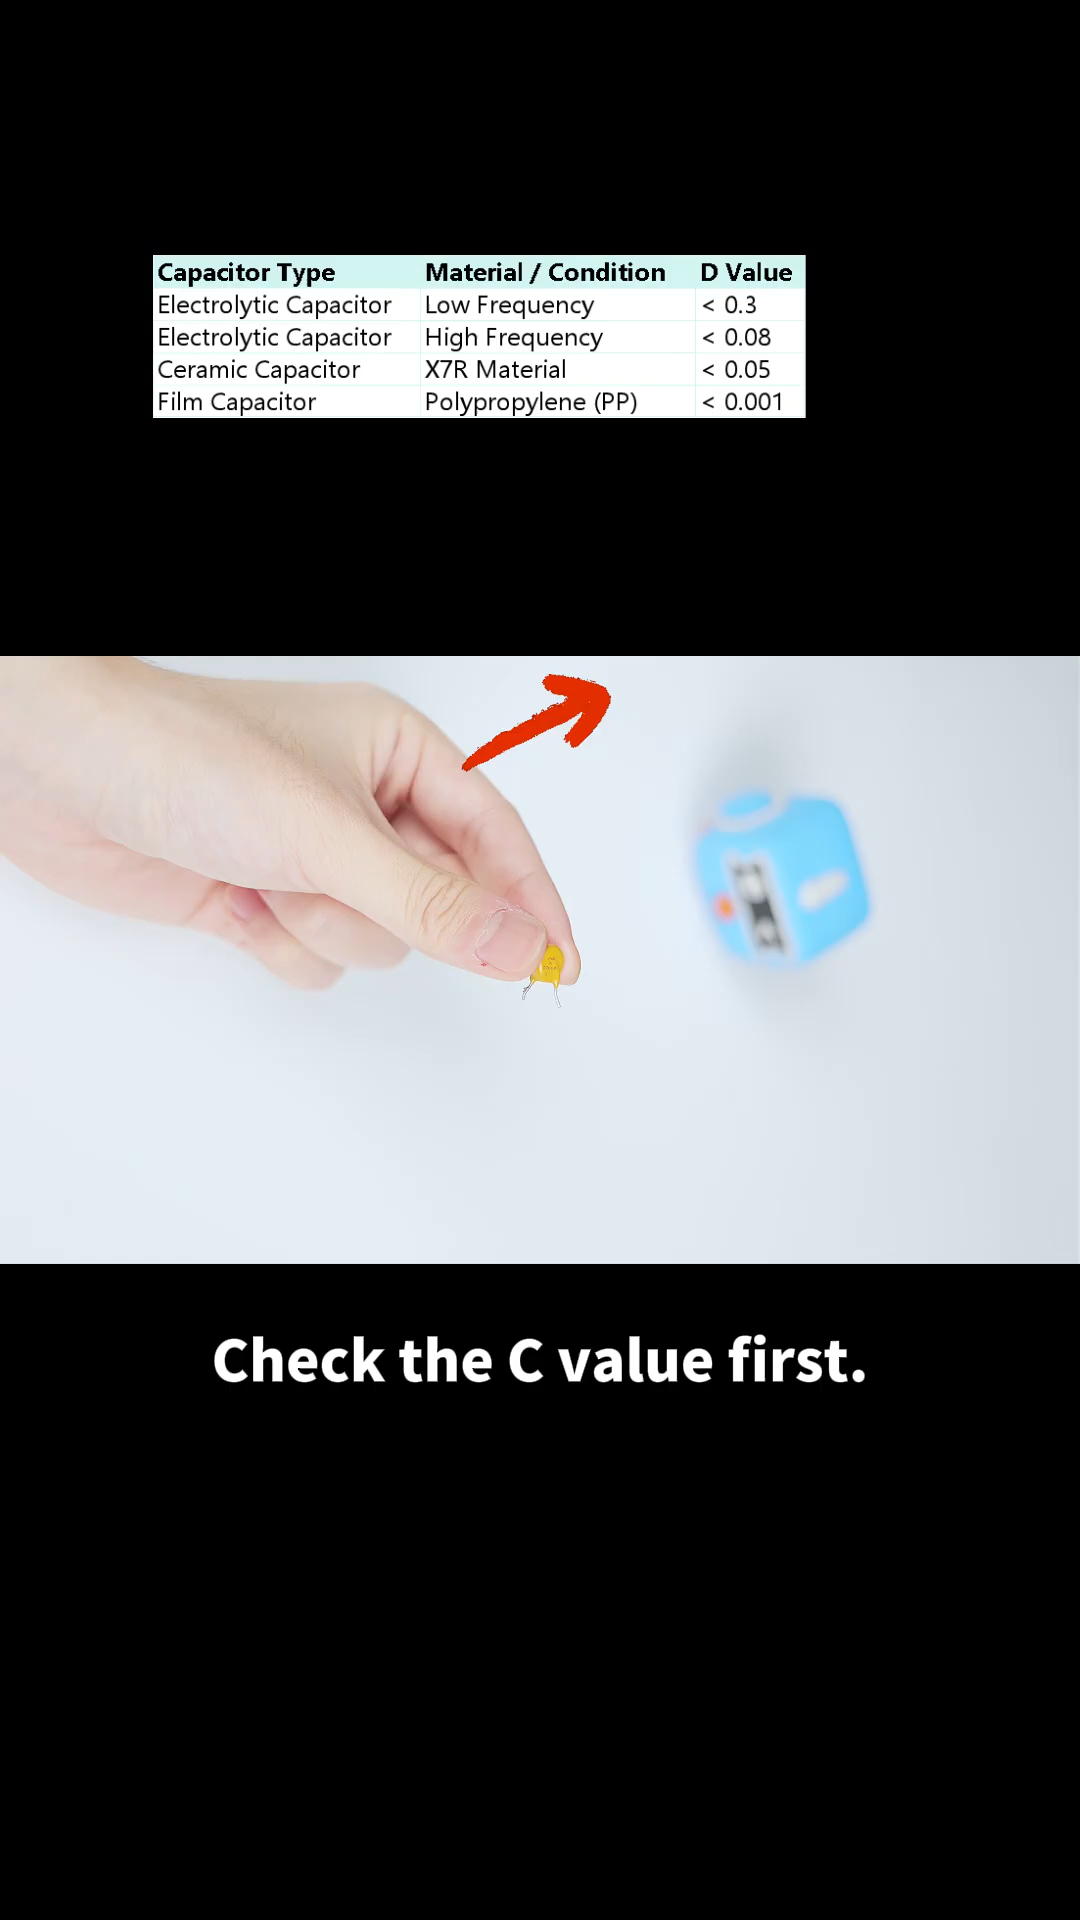 Capacitor Type Material / Condition D Value
Electrolytic Capacitor Low Frequency < 0.3
Electrolytic Capacitor High Frequency < 0.08
Ceramic Capacitor X7R Material < 0.05
Film Capacitor Polypropylene (PP) < 0.001
Check the C value first.